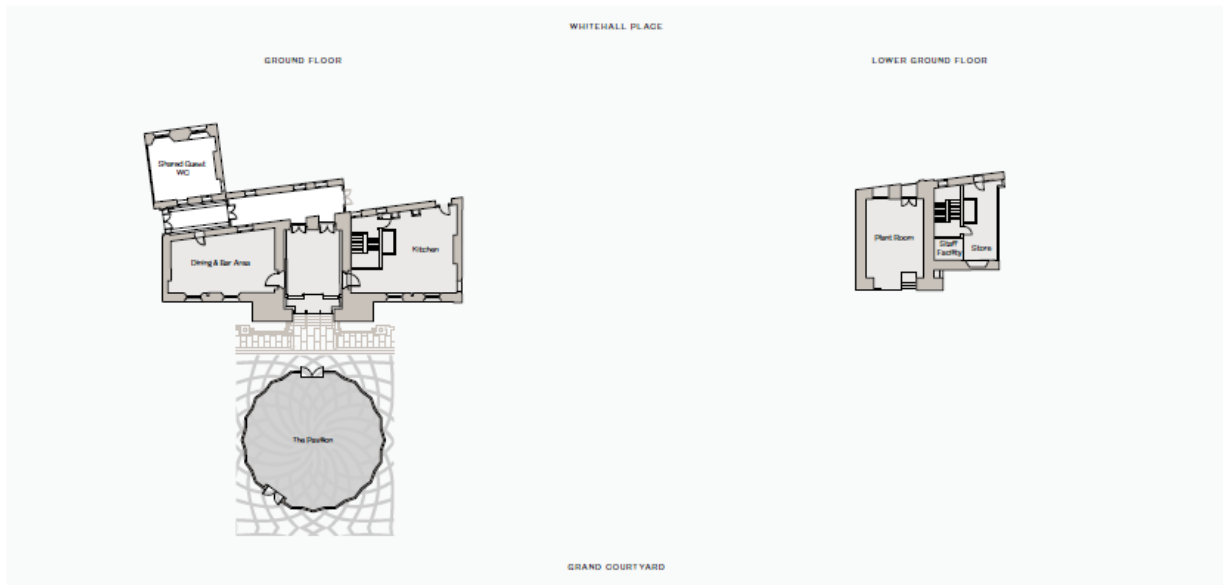 WHITEHALL PLACE
GROUND FLOOR
LOWER GROUND FLOOR
Shared Guest
WC
Dining & Bar Area
Kitchen
Plant Room
Staff
Facility
Store
The Pavilion
GRAND COURTYARD